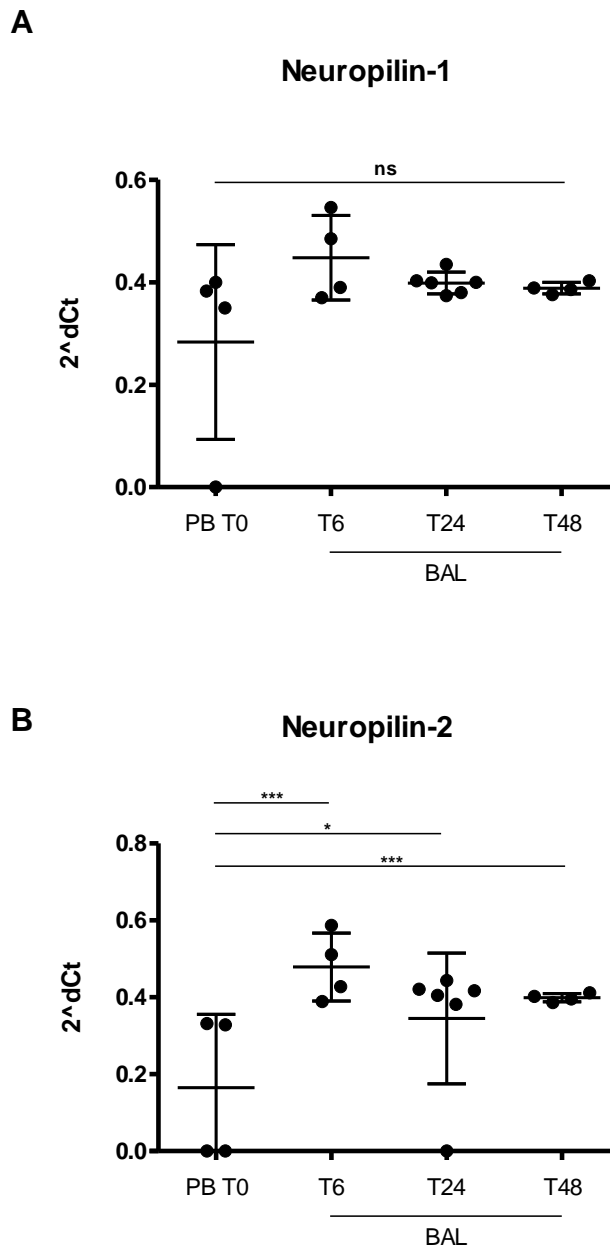 A
Neuropilin-1
ns
0.6
0.4
0.2
0.0
2^dCt
PB T0 T6 T24 T48
BAL
B
Neuropilin-2
***
*
***
0.8
0.6
0.4
0.2
0.0
2^dCt
PB T0 T6 T24 T48
BAL